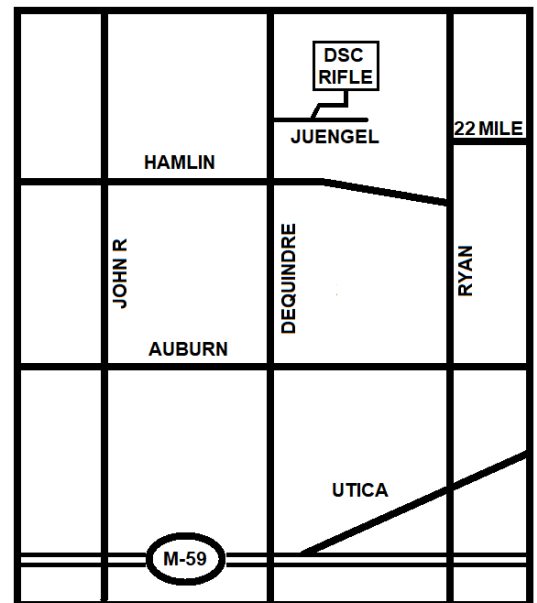 DSC
RIFLE
JUENGEL
22 MILE
HAMLIN
JOHN R
DEQUINDRE
RYAN
AUBURN
UTICA
M-59